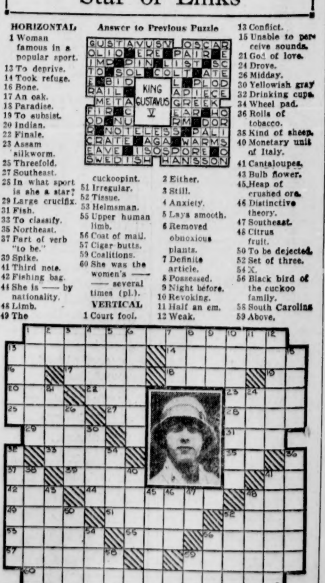 Star of Links
HORIZONTAL
1 Woman
famous in a
popular sport.
13 To deprive.
14 Took refuge.
16 Bone.
17 An oak.
18 Paradise.
19 To subsist.
20 Indian.
22 Finale.
23 Assam
silkworm.
25 Threefold.
27 Southeast.
28 In what sport
is she a star?
29 Large crucifix.
31 Fish.
33 To classify.
35 Northeast.
37 Part of verb
"to be."
39 Spike.
41 Third note.
42 Fishing bag.
44 She is — by
nationality.
48 Limb.
49 The
Answer to Previous Puzzle
GUSTAVUS V OSCAR
KING
GUSTAVUS
V
SWEDISH HANSSON
cuckoopint.
51 Irregular.
52 Tissue.
53 Helmsman.
55 Upper human
limb
56 Coat of mail.
57 Cigar butts.
59 Coalitions.
60 She was the
women's —
— several
times (pl.).
VERTICAL
1 Court fool.
2 Either.
3 Still.
4 Anxiety.
5 Lays smooth.
6 Removed
obnoxious
plants.
7 Definite
article.
8 Possessed.
9 Night before.
10 Revoking.
11 Half an em.
12 Weak.
13 Conflict.
15 Unable to per-
ceive sounds.
21 God of love.
24 Drove.
26 Midday.
30 Yellowish gray
32 Drinking cups.
34 Wheel pad.
36 Rolls of
tobacco.
38 Kind of sheep.
40 Monetary unit
of Italy.
41 Cantaloupes.
43 Bulb flower.
45 Heap of
crushed ore.
46 Distinctive
theory.
47 Southeast.
48 Citrus
fruit.
50 To be dejected.
52 Set of three.
54 X.
56 Black bird of
the cuckoo
family.
58 South Carolina
59 Above.